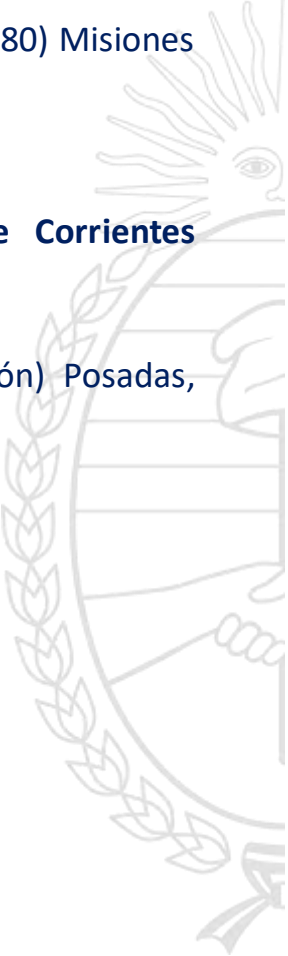 80) Misiones
e Corrientes
ón) Posadas,